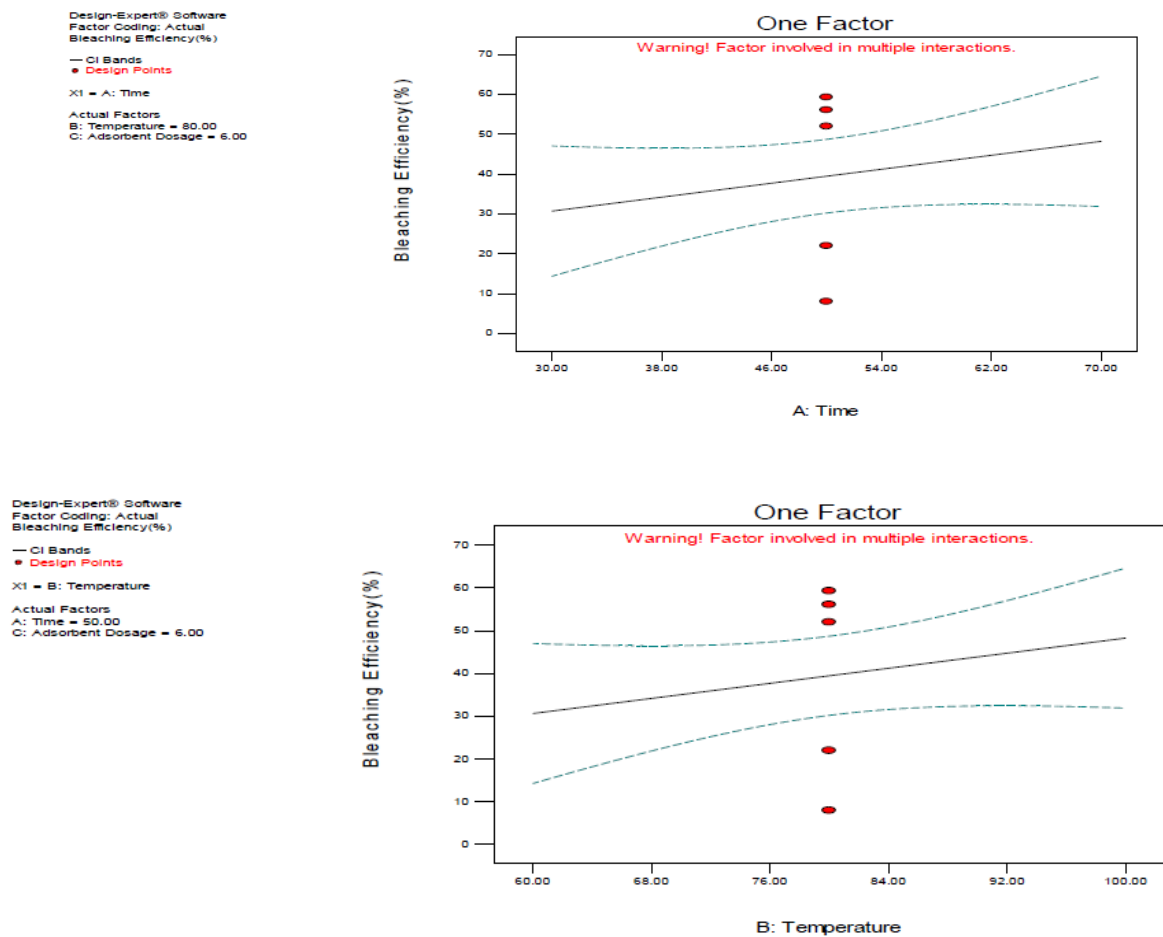 Design-Expert® Software
Factor Coding: Actual
Bleaching Efficiency(%)
CI Bands
Design Points
X1 = A: Time
Actual Factors
B: Temperature = 80.00
C: Adsorbent Dosage = 6.00
One Factor
Warning! Factor involved in multiple interactions.
Bleaching Efficiency(%)
70
60
50
40
30
20
10
0
30.00 38.00 46.00 54.00 62.00 70.00
A: Time
Design-Expert® Software
Factor Coding: Actual
Bleaching Efficiency(%)
CI Bands
Design Points
X1 = B: Temperature
Actual Factors
A: Time = 50.00
C: Adsorbent Dosage = 6.00
One Factor
Warning! Factor involved in multiple interactions.
Bleaching Efficiency(%)
70
60
50
40
30
20
10
0
60.00 68.00 76.00 84.00 92.00 100.00
B: Temperature